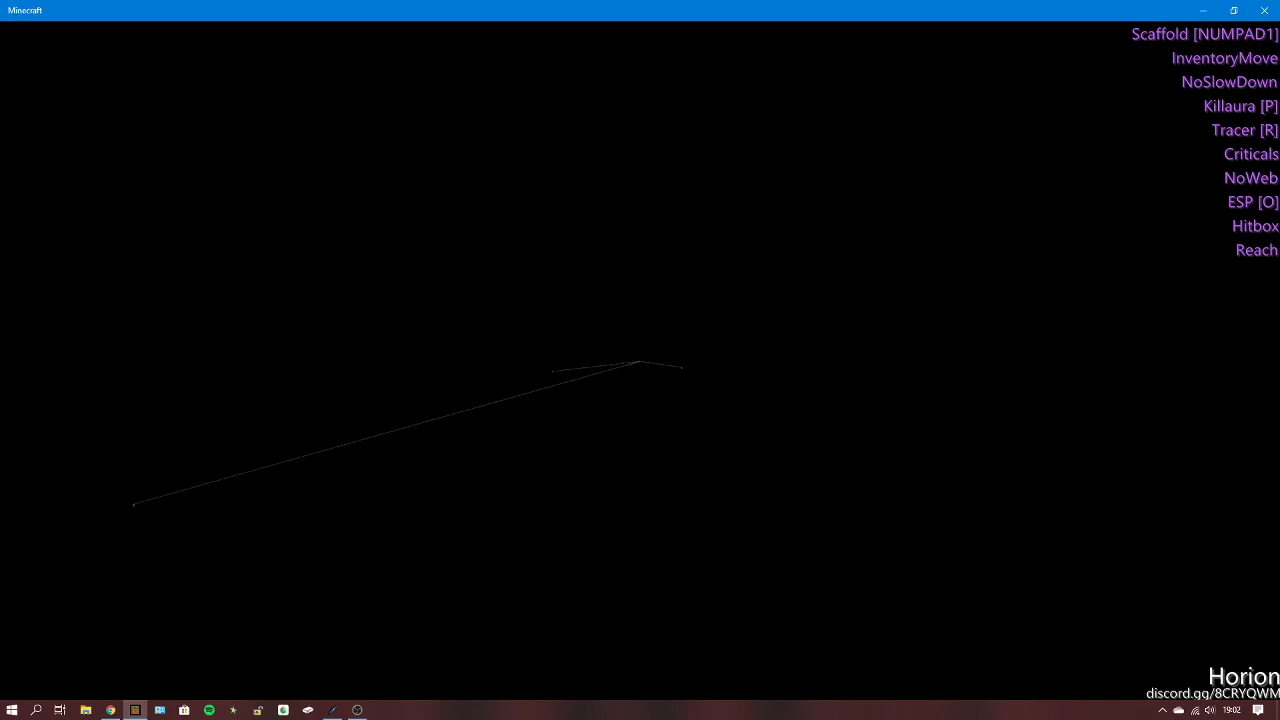 Minecraft
Scaffold [NUMPAD1]
InventoryMove
NoSlowDown
Killaura [P]
Tracer [R]
Criticals
NoWeb
ESP [O]
Hitbox
Reach
Horion
discord.gg/8CRYQWM
19:02